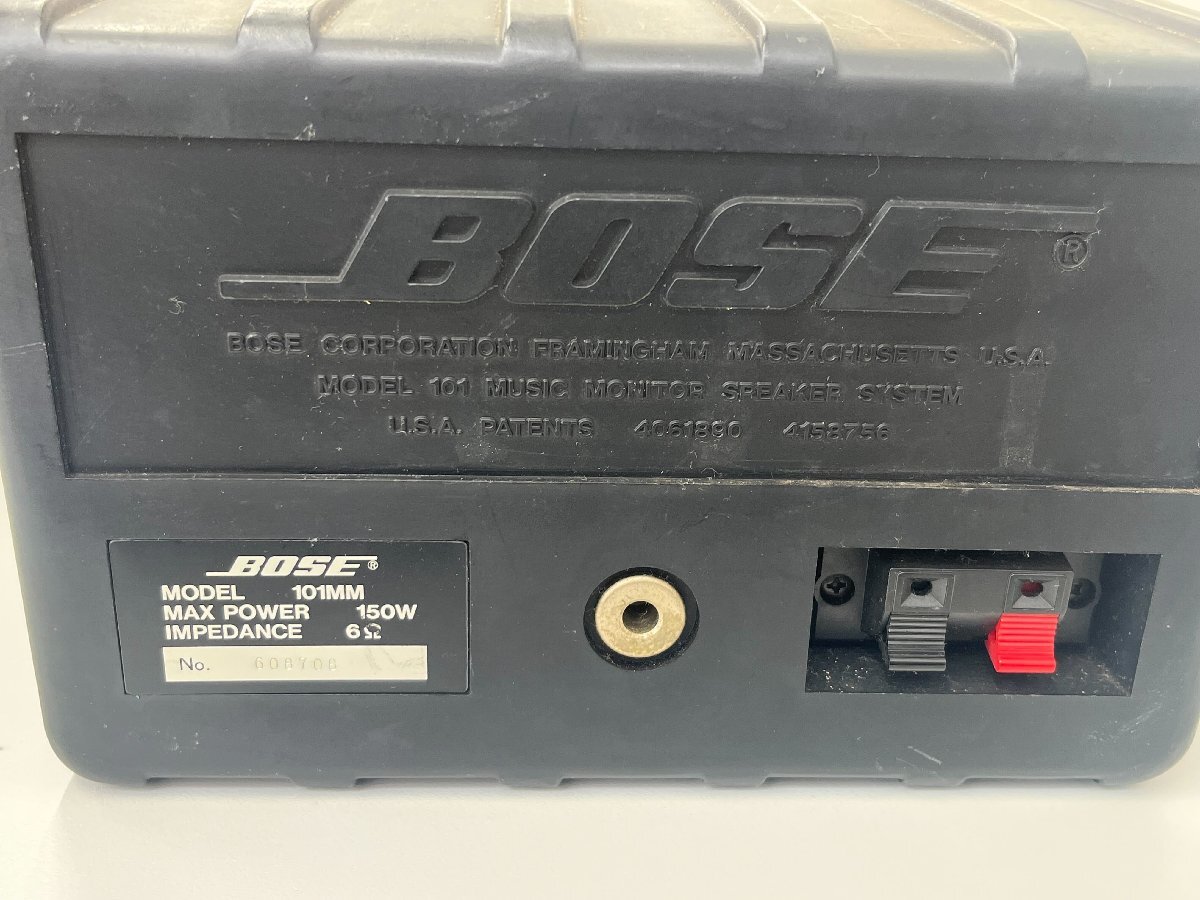 BOSE®
BOSE CORPORATION FRAMINGHAM MASSACHUSETTS U.S.A.
MODEL 101 MUSIC MONITOR SPEAKER SYSTEM
U.S.A. PATENTS 4061890 4158756
BOSE®
MODEL 101MM
MAX POWER 150W
IMPEDANCE 6Ω
No.